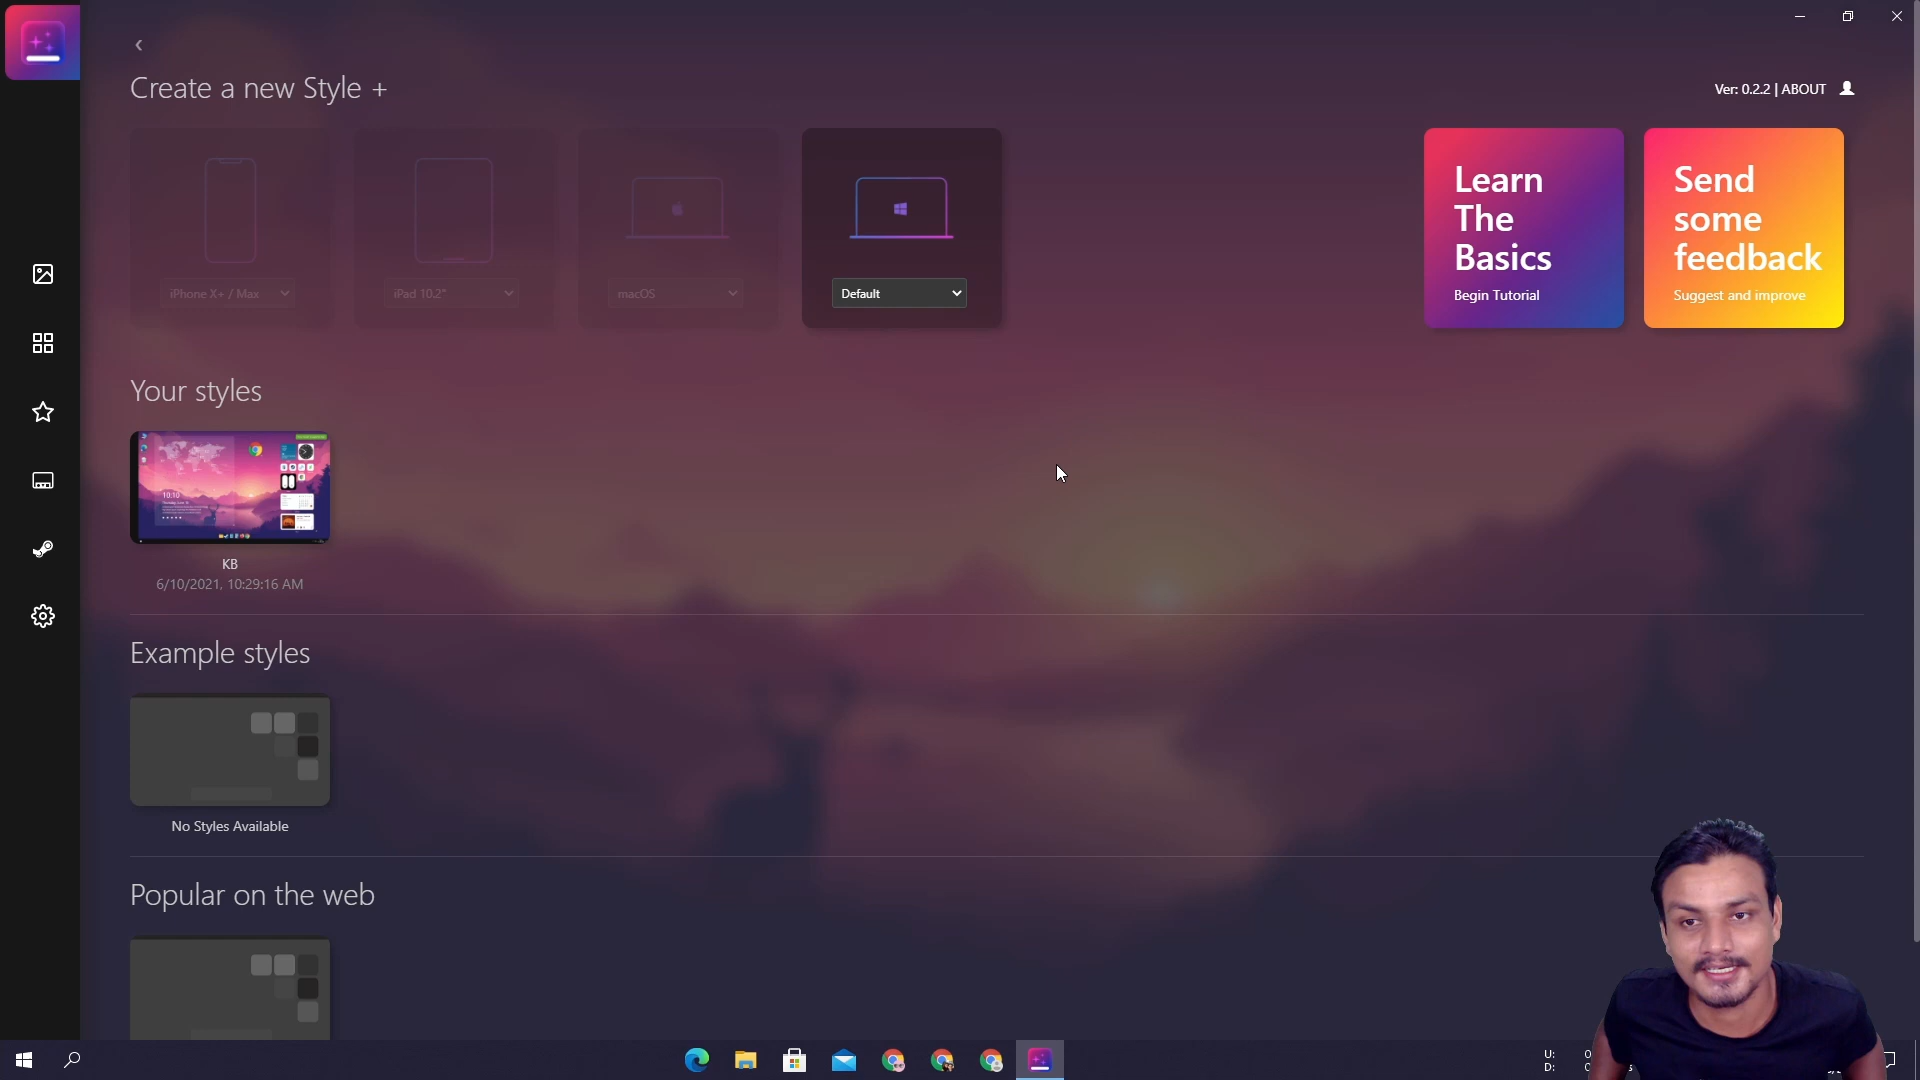 Create a new Style +
Ver: 0.2.2 | ABOUT
iPhone X+ / Max
iPad 10.2"
macOS
Default
Learn
The
Basics
Begin Tutorial
Send
some
feedback
Suggest and improve
Your styles
10:10
KB
6/10/2021, 10:29:16 AM
Example styles
No Styles Available
Popular on the web
U:
D: